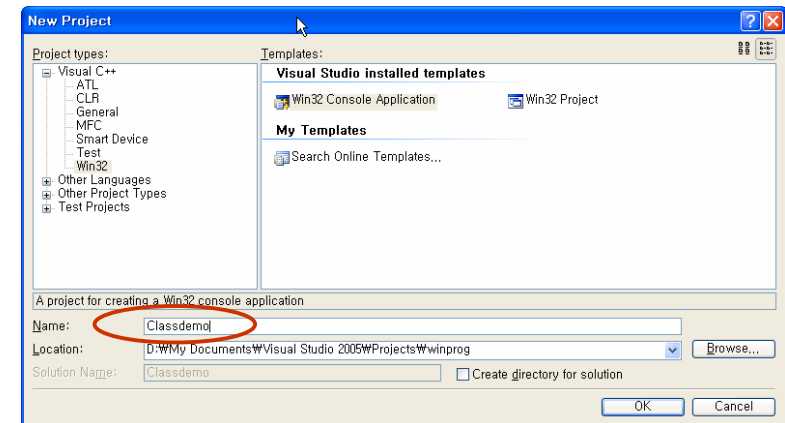 New Project
Project types:
Templates:
Visual C++
ATL
CLR
General
MFC
Smart Device
Test
Win32
Other Languages
Other Project Types
Test Projects
Visual Studio installed templates
Win32 Console Application
Win32 Project
My Templates
Search Online Templates...
A project for creating a Win32 console application
Name:
Classdemo
Location:
D:₩My Documents₩Visual Studio 2005₩Projects₩winprog
Browse...
Solution Name:
Classdemo
Create directory for solution
OK
Cancel